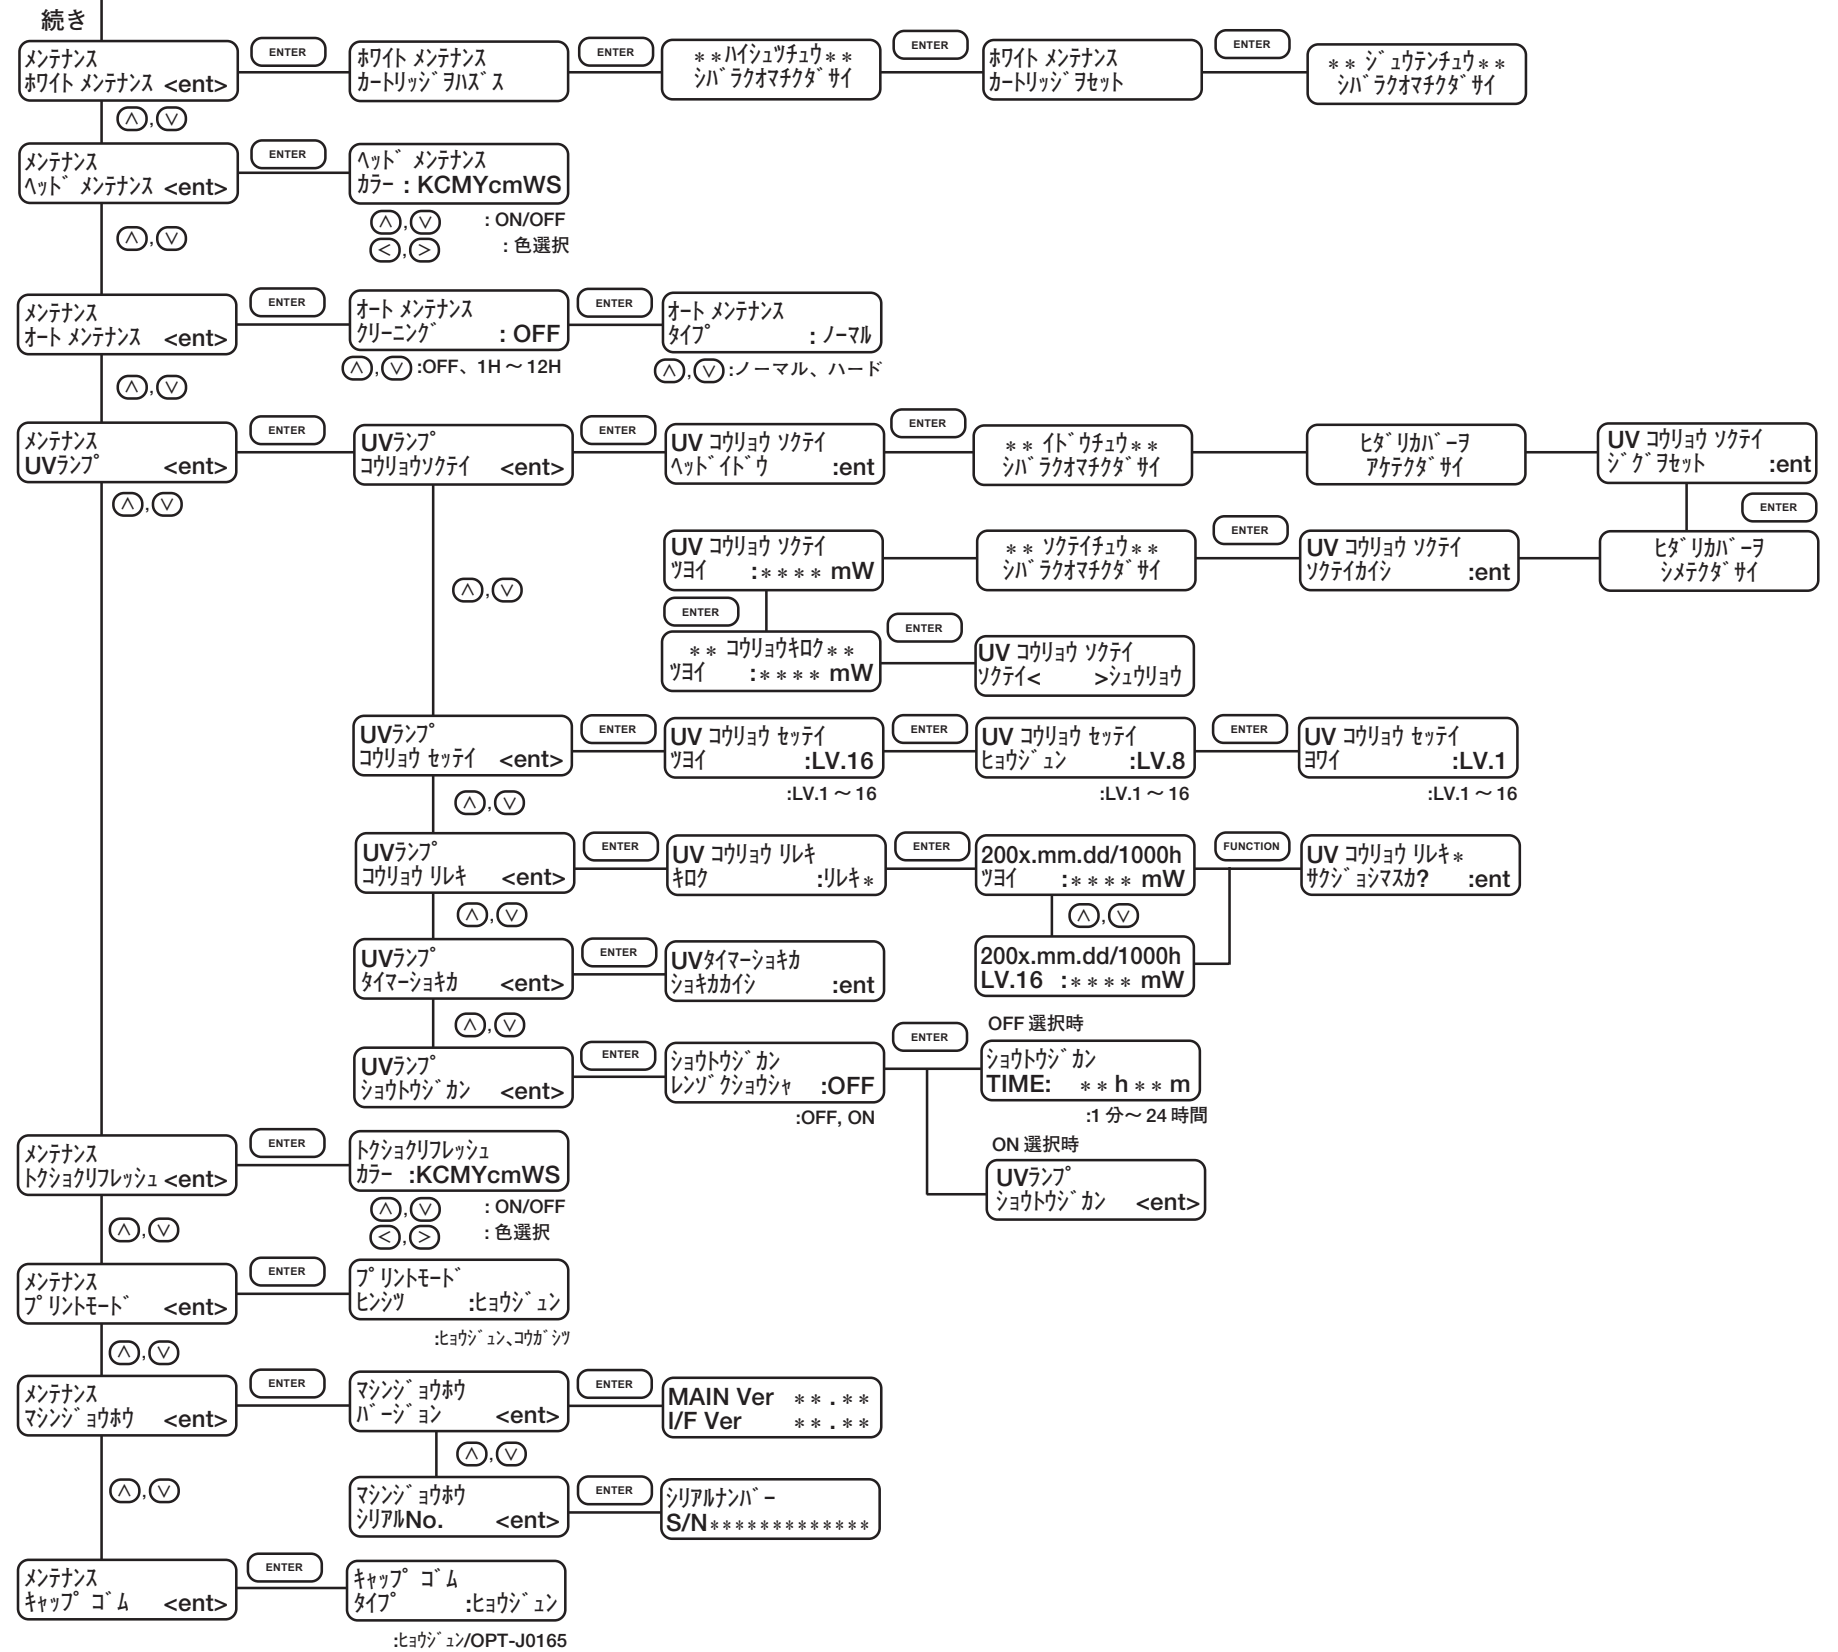 続き
メンテナンス
ホワイト メンテナンス <ent>
ENTER
ホワイト メンテナンス
カートリッジ ヲハズス
ENTER
**ハイシュツチュウ**
シバラクオマチクダサイ
ENTER
ホワイト メンテナンス
カートリッジ ヲセット
ENTER
** ジュウテンチュウ**
シバラクオマチクダサイ
∧,∨
メンテナンス
ヘッド メンテナンス <ent>
ENTER
ヘッド メンテナンス
カラー : KCMYcmWS
∧,∨ : ON/OFF
<,> : 色選択
∧,∨
メンテナンス
オート メンテナンス <ent>
ENTER
オート メンテナンス
クリーニング : OFF
ENTER
オート メンテナンス
タイプ : ノーマル
∧,∨ :OFF、1H～12H
∧,∨ :ノーマル、ハード
∧,∨
メンテナンス
UVランプ <ent>
ENTER
UVランプ
コウリョウソクテイ <ent>
ENTER
UV コウリョウ ソクテイ
ヘッドイドウ :ent
ENTER
** イドウチュウ**
シバラクオマチクダサイ
ヒダリカバーヲ
アケテクダサイ
UV コウリョウ ソクテイ
ジグヲセット :ent
∧,∨
ENTER
ヒダリカバーヲ
シメテクダサイ
UV コウリョウ ソクテイ
ソクテイカイシ :ent
ENTER
** ソクテイチュウ**
シバラクオマチクダサイ
UV コウリョウ ソクテイ
ツヨイ :**** mW
∧,∨
ENTER
** コウリョウキロク**
ツヨイ :**** mW
ENTER
UV コウリョウ ソクテイ
ソクテイ< >シュウリョウ
UVランプ
コウリョウ セッテイ <ent>
ENTER
UV コウリョウ セッテイ
ツヨイ :LV.16
ENTER
UV コウリョウ セッテイ
ヒョウジュン :LV.8
ENTER
UV コウリョウ セッテイ
ヨワイ :LV.1
:LV.1～16
:LV.1～16
:LV.1～16
∧,∨
UVランプ
コウリョウ リレキ <ent>
ENTER
UV コウリョウ リレキ
キロク :リレキ*
ENTER
200x.mm.dd/1000h
ツヨイ :**** mW
FUNCTION
UV コウリョウ リレキ*
サクジョシマスカ? :ent
∧,∨
∧,∨
200x.mm.dd/1000h
LV.16 :**** mW
UVランプ
タイマーショキカ <ent>
ENTER
UVタイマーショキカ
ショキカカイシ :ent
∧,∨
UVランプ
ショウトウジカン <ent>
ENTER
ショウトウジカン
レンゾクショウシャ :OFF
:OFF, ON
ENTER
OFF 選択時
ショウトウジカン
TIME: **h**m
:1 分～24 時間
ON 選択時
UVランプ
ショウトウジカン <ent>
メンテナンス
トクショクリフレッシュ <ent>
ENTER
トクショクリフレッシュ
カラー :KCMYcmWS
∧,∨ : ON/OFF
<,> : 色選択
∧,∨
メンテナンス
プリントモード <ent>
ENTER
プリントモード
ヒンシツ :ヒョウジュン
:ヒョウジュン、コウガシツ
∧,∨
メンテナンス
マシンジョウホウ <ent>
ENTER
マシンジョウホウ
バージョン <ent>
ENTER
MAIN Ver **.**
I/F Ver **.**
∧,∨
∧,∨
マシンジョウホウ
シリアルNo. <ent>
ENTER
シリアルナンバー
S/N*************
メンテナンス
キャップ ゴム <ent>
ENTER
キャップ ゴム
タイプ :ヒョウジュン
:ヒョウジュン/OPT-J0165